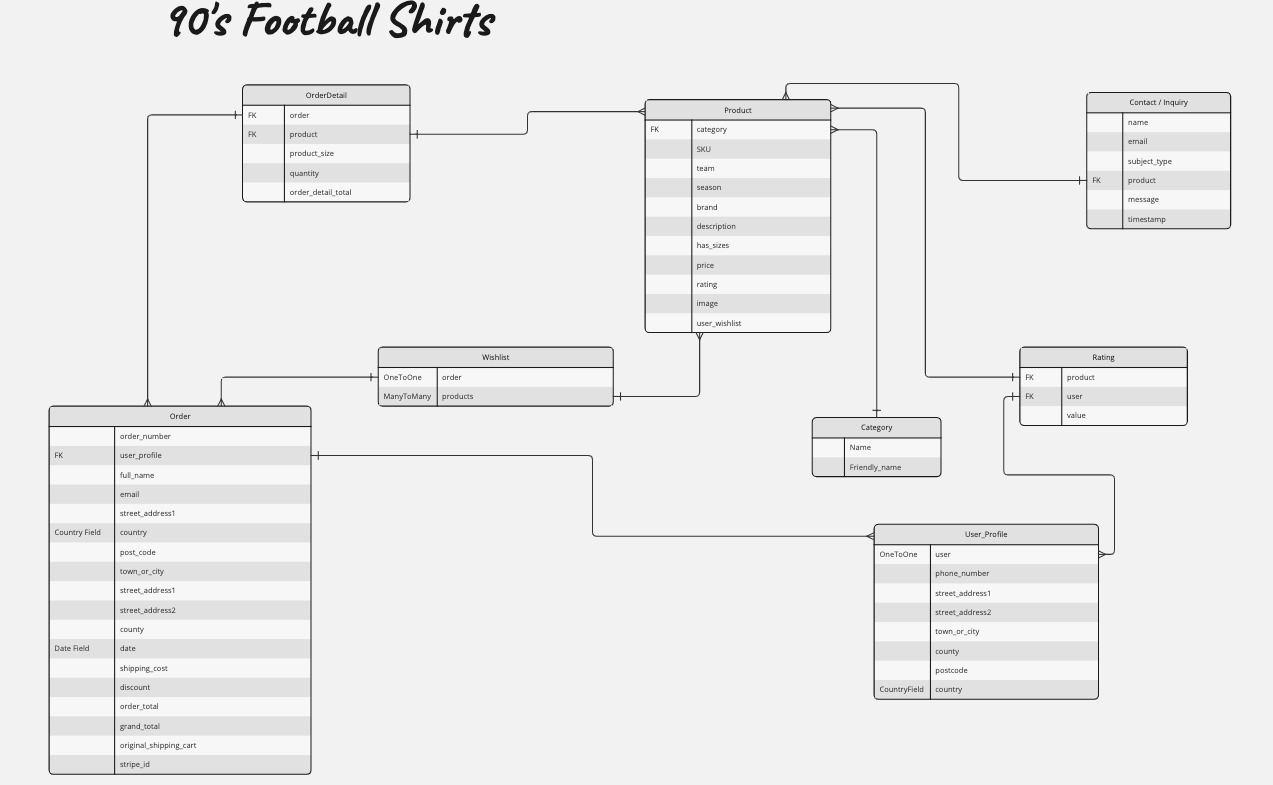 90's Football Shirts
OrderDetail
FK order
FK product
product_size
quantity
order_detail_total
Product
FK category
SKU
team
season
brand
description
has_sizes
price
rating
image
user_wishlist
Contact / Inquiry
name
email
subject_type
FK product
message
timestamp
Wishlist
OneToOne order
ManyToMany products
Rating
FK product
FK user
value
Category
Name
Friendly_name
Order
order_number
FK user_profile
full_name
email
street_address1
Country Field country
post_code
town_or_city
street_address1
street_address2
county
Date Field date
shipping_cost
discount
order_total
grand_total
original_shipping_cart
stripe_id
User_Profile
OneToOne user
phone_number
street_address1
street_address2
town_or_city
county
postcode
CountryField country